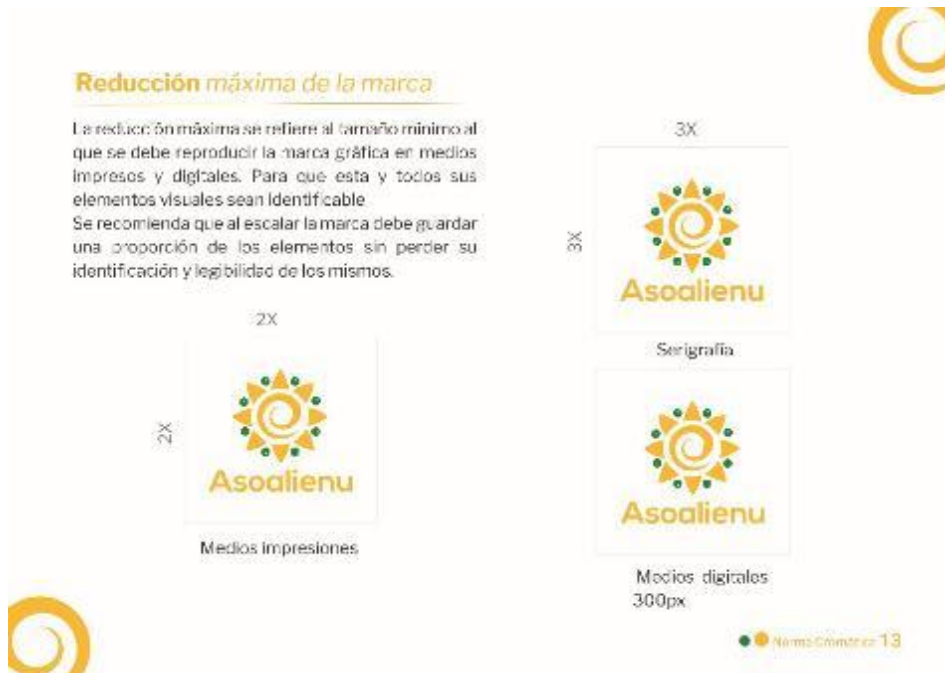 Reducción máxima de la marca
La reducción máxima se refiere al tamaño mínimo al
que se debe reproducir la marca gráfica en medios
impresos y digitales. Para que esta y todos sus
elementos visuales sean identificable
Se recomienda que al escalar la marca debe guardar
una proporción de los elementos sin perder su
identificación y legibilidad de los mismos.
2X
2X
Asoalienu
Medios impresiones
3X
3X
Asoalienu
Serigrafía
Asoalienu
Medios digitales
300px
Norma Cromática 13